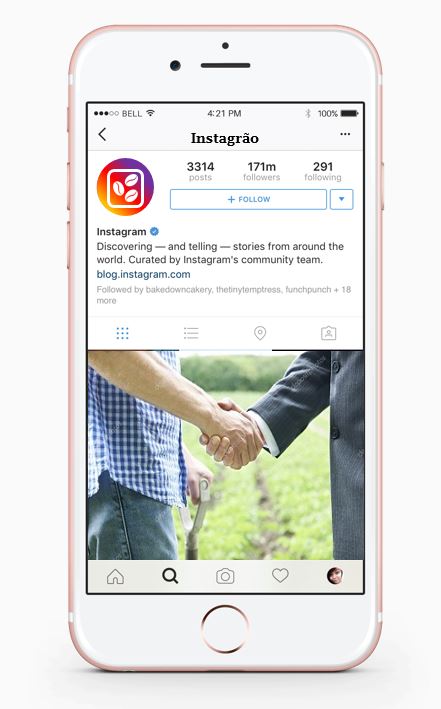 BELL
4:21 PM
100%
Instagrão
3314
posts
171m
followers
291
following
+ FOLLOW
Instagram
Discovering — and telling — stories from around the
world. Curated by Instagram's community team.
blog.instagram.com
Followed by bakedowncakery, thetinytemptress, funchpunch + 18
more